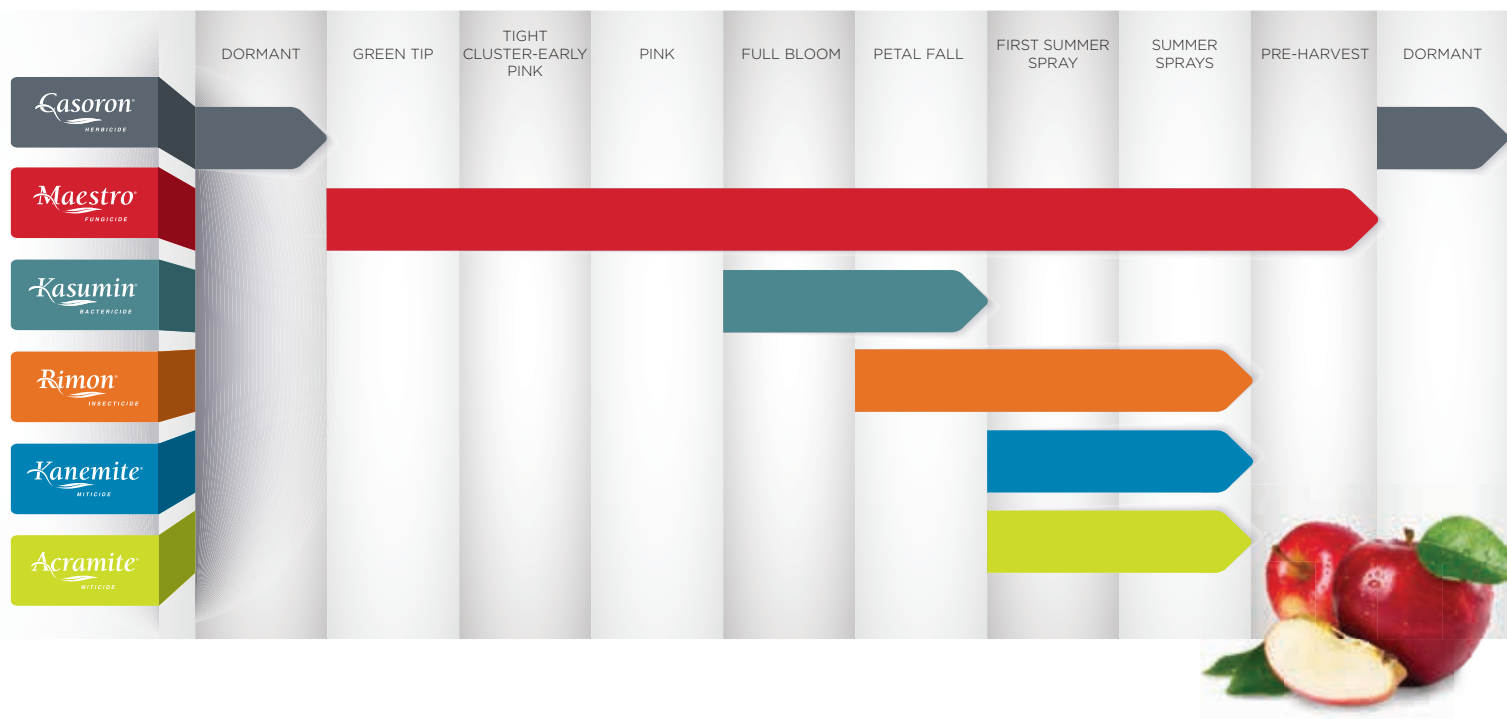 DORMANT
GREEN TIP
TIGHT
CLUSTER-EARLY
PINK
PINK
FULL BLOOM
PETAL FALL
FIRST SUMMER
SPRAY
SUMMER
SPRAYS
PRE-HARVEST
DORMANT
Casoron®
HERBICIDE
Maestro®
FUNGICIDE
Kasumin®
BACTERICIDE
Rimon®
INSECTICIDE
Kanemite®
MITICIDE
Acramite®
MITICIDE